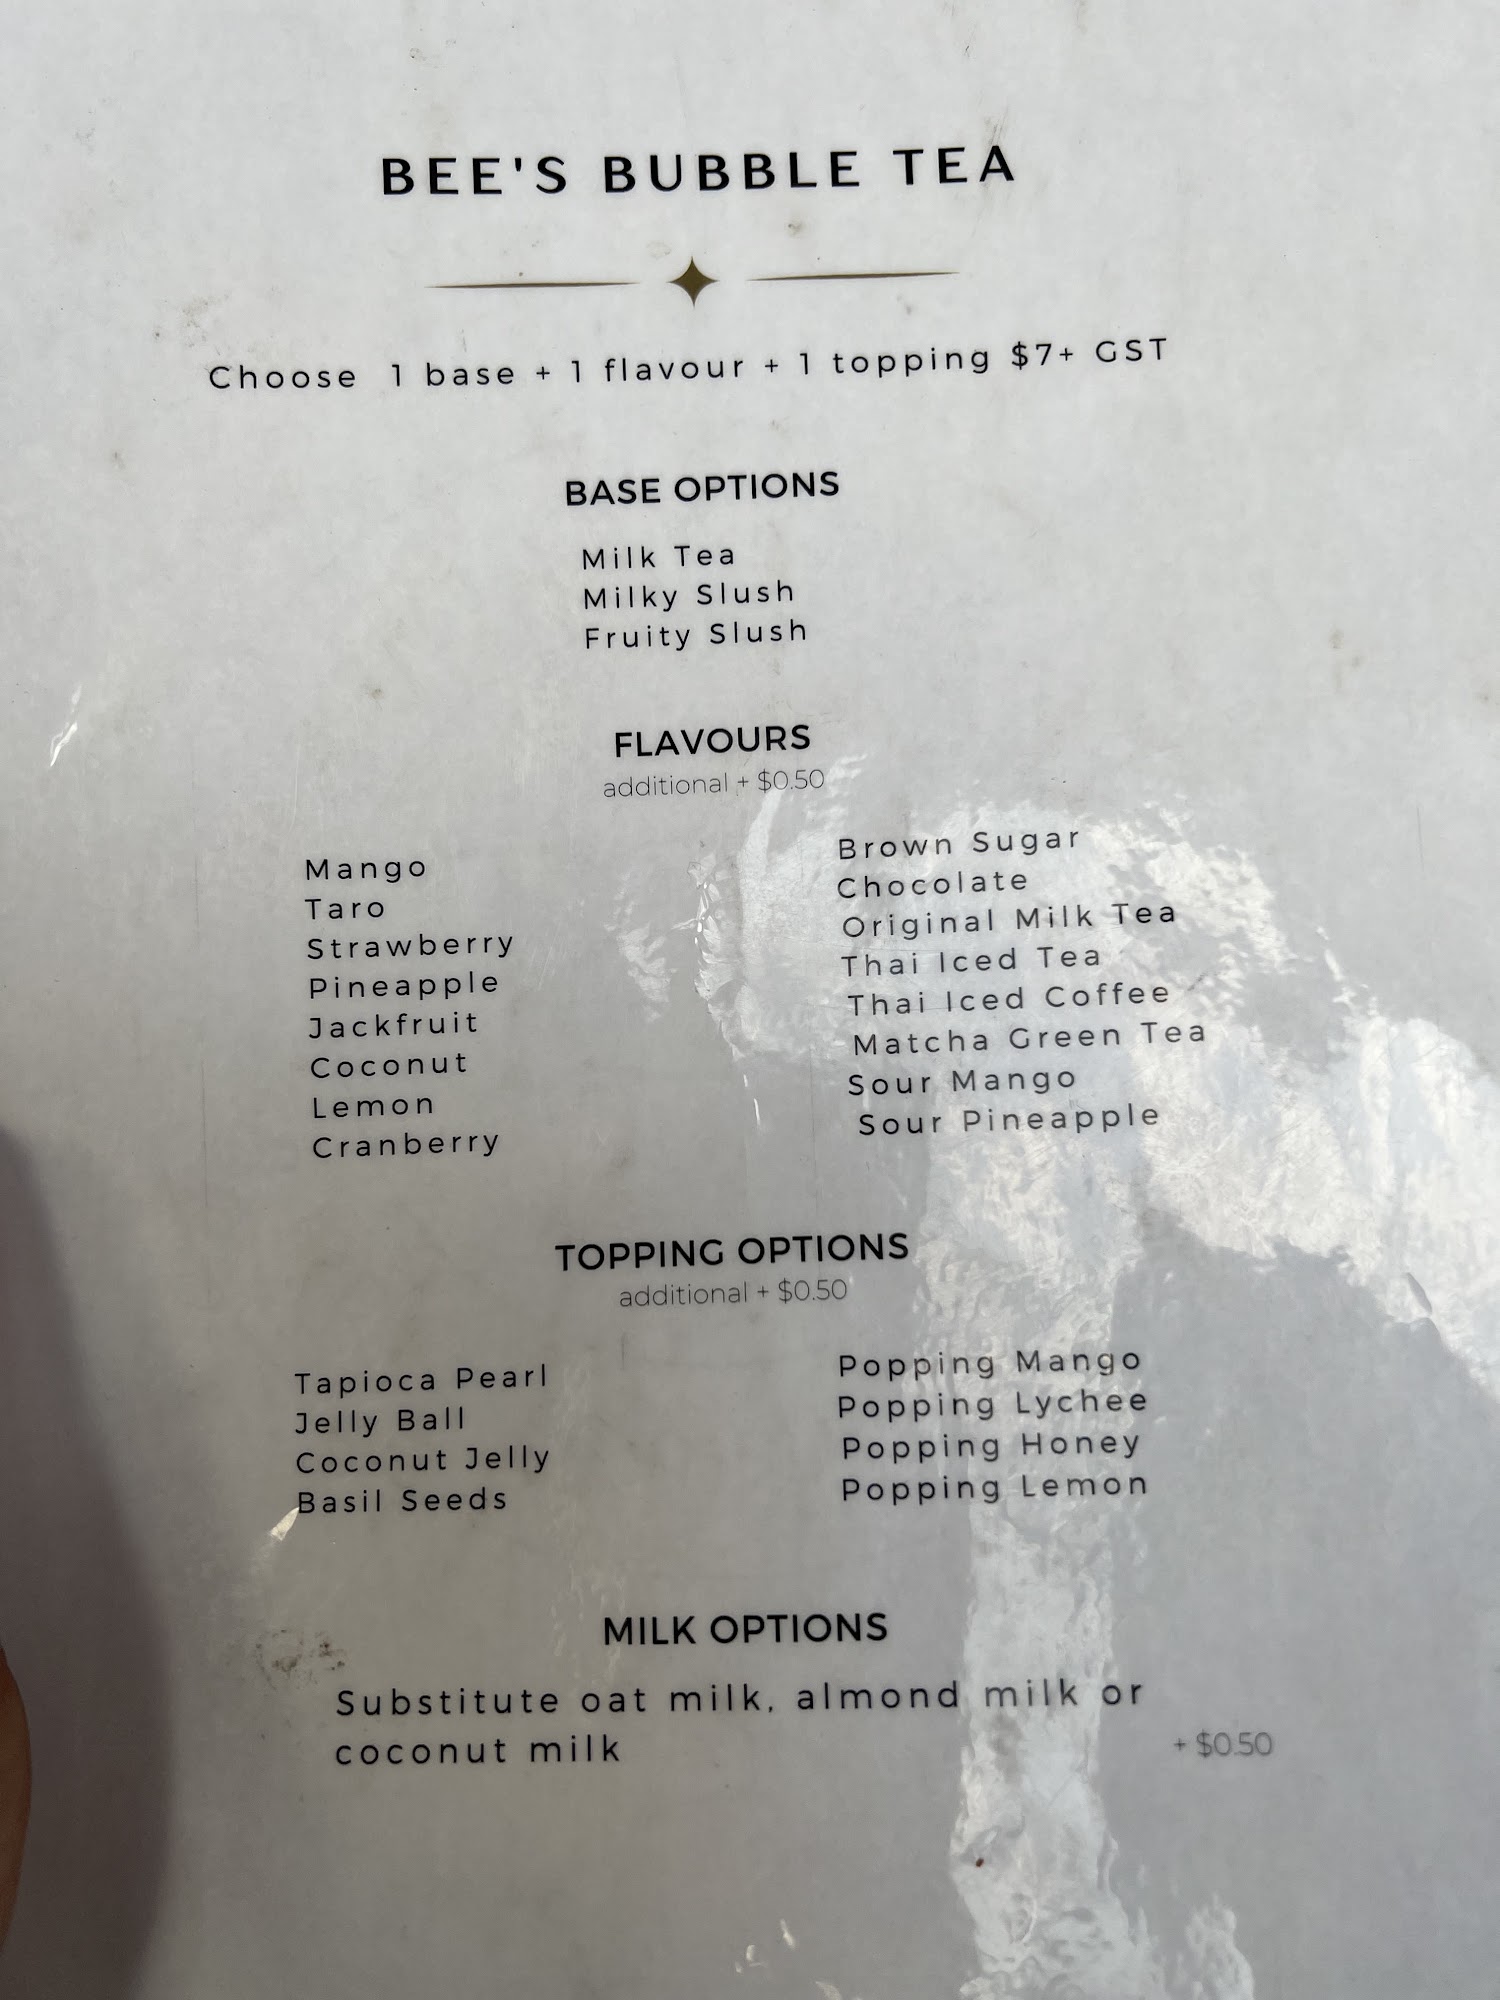 BEE'S BUBBLE TEA
Choose 1 base + 1 flavour + 1 topping $7+ GST
BASE OPTIONS
Milk Tea
Milky Slush
Fruity Slush
FLAVOURS
additional + $0.50
Mango
Taro
Strawberry
Pineapple
Jackfruit
Coconut
Lemon
Cranberry
Brown Sugar
Chocolate
Original Milk Tea
Thai Iced Tea
Thai Iced Coffee
Matcha Green Tea
Sour Mango
Sour Pineapple
TOPPING OPTIONS
additional + $0.50
Tapioca Pearl
Jelly Ball
Coconut Jelly
Basil Seeds
Popping Mango
Popping Lychee
Popping Honey
Popping Lemon
MILK OPTIONS
Substitute oat milk, almond milk or
coconut milk + $0.50